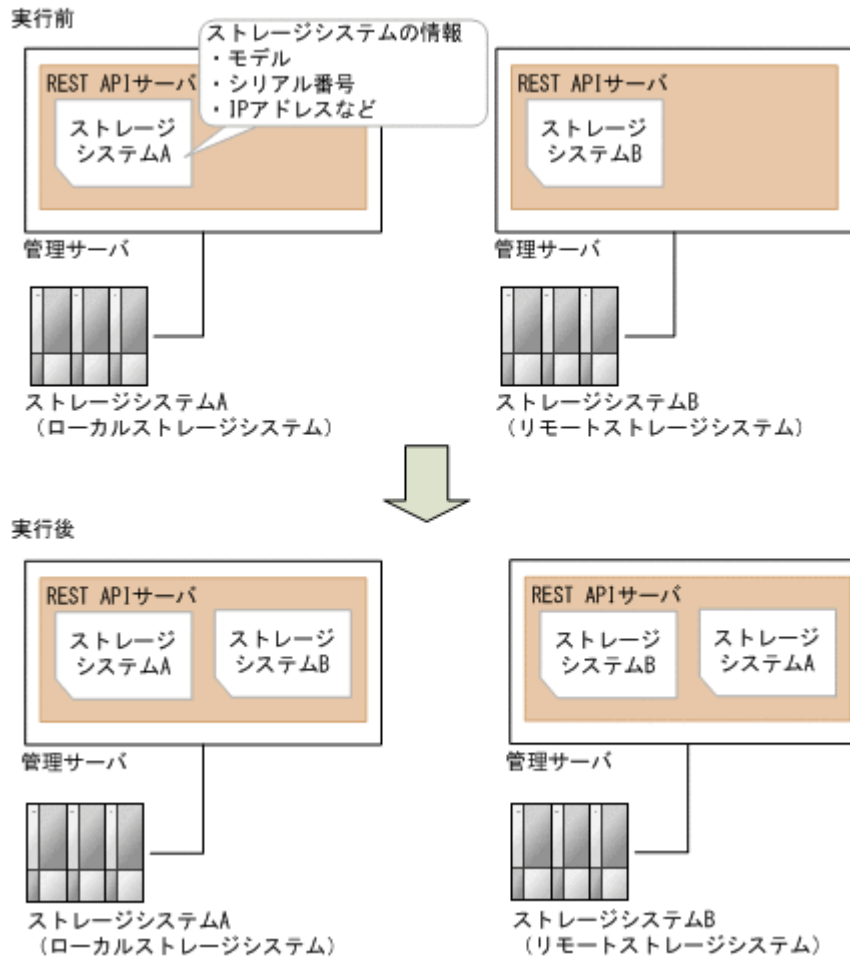 実行前
ストレージシステムの情報
・モデル
・シリアル番号
・IPアドレスなど
REST APIサーバ
ストレージ
システムA
管理サーバ
ストレージシステムA
(ローカルストレージシステム)
REST APIサーバ
ストレージ
システムB
管理サーバ
ストレージシステムB
(リモートストレージシステム)
実行後
REST APIサーバ
ストレージ
システムA
ストレージ
システムB
管理サーバ
ストレージシステムA
(ローカルストレージシステム)
REST APIサーバ
ストレージ
システムB
ストレージ
システムA
管理サーバ
ストレージシステムB
(リモートストレージシステム)